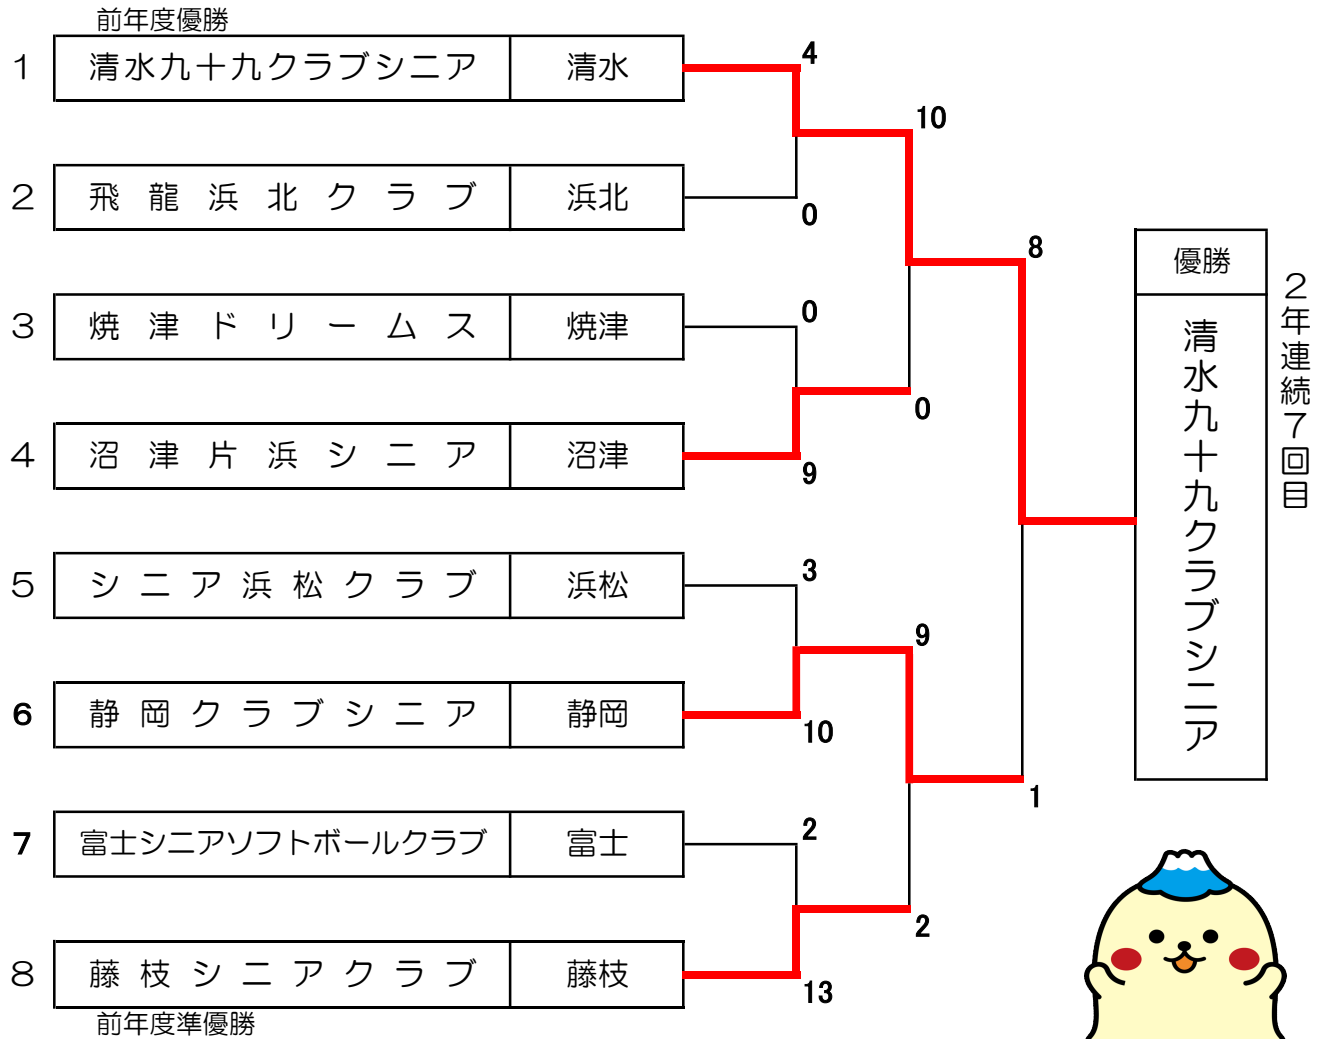 前年度優勝
1 清水九十九クラブシニア 清水
2 飛龍浜北クラブ 浜北
3 焼津ドリームス 焼津
4 沼津片浜シニア 沼津
5 シニア浜松クラブ 浜松
6 静岡クラブシニア 静岡
7 富士シニアソフトボールクラブ 富士
8 藤枝シニアクラブ 藤枝
前年度準優勝
4
0
0
9
3
10
2
13
10
0
9
2
8
1
優勝
清水九十九クラブシニア
2年連続7回目